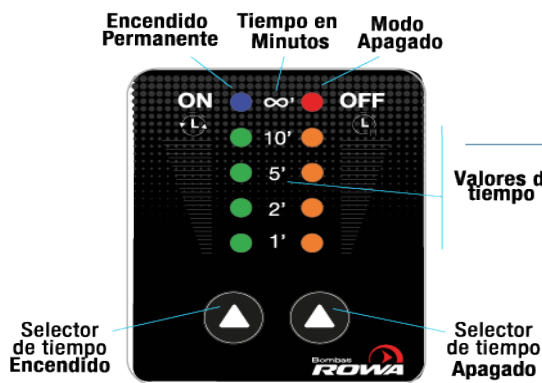 Encendido
Permanente
Tiempo en
Minutos
Modo
Apagado
ON ∞' OFF
10'
5'
2'
1'
Valores d
tiempo
Selector
de tiempo
Encendido
Selector
de tiempo
Apagado
Bombas
ROWA